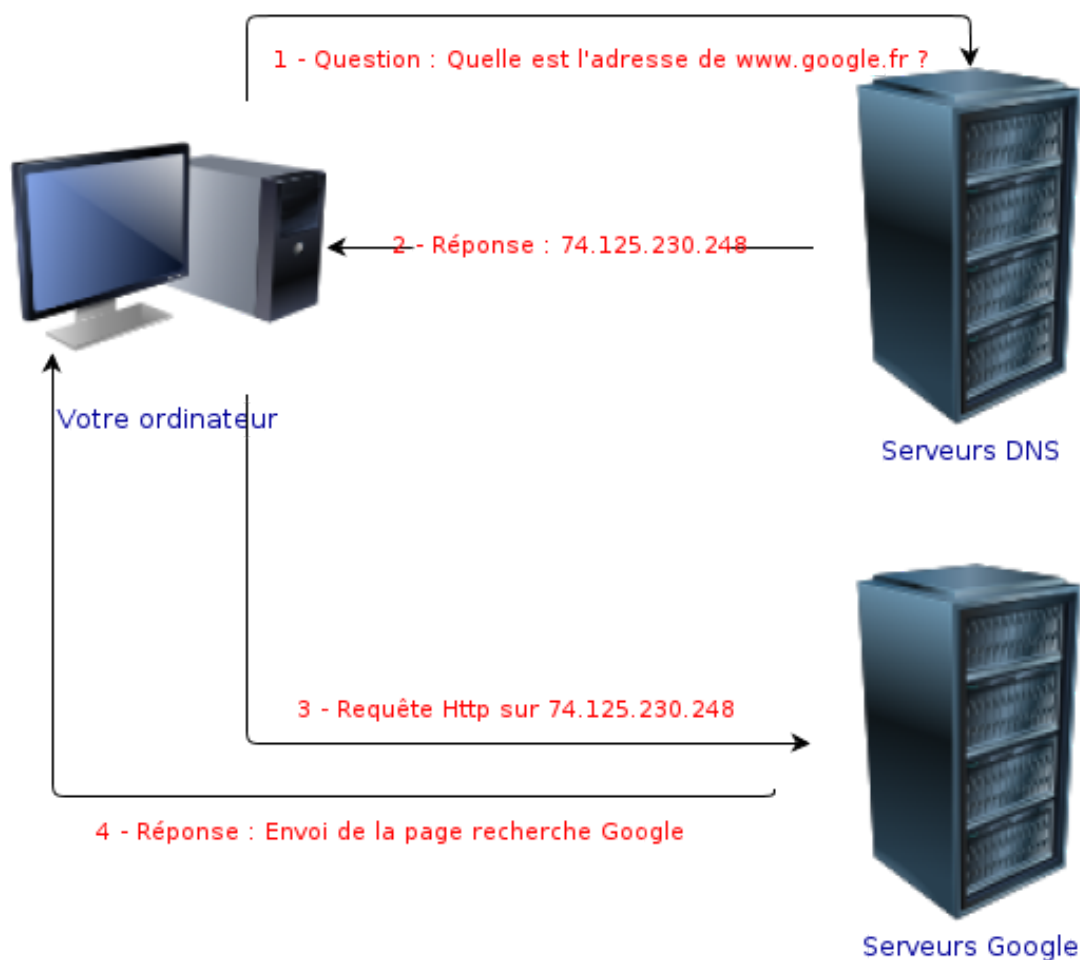 1 - Question : Quelle est l'adresse de www.google.fr ?
2 - Réponse : 74.125.230.248
Votre ordinateur
Serveurs DNS
3 - Requête Http sur 74.125.230.248
4 - Réponse : Envoi de la page recherche Google
Serveurs Google